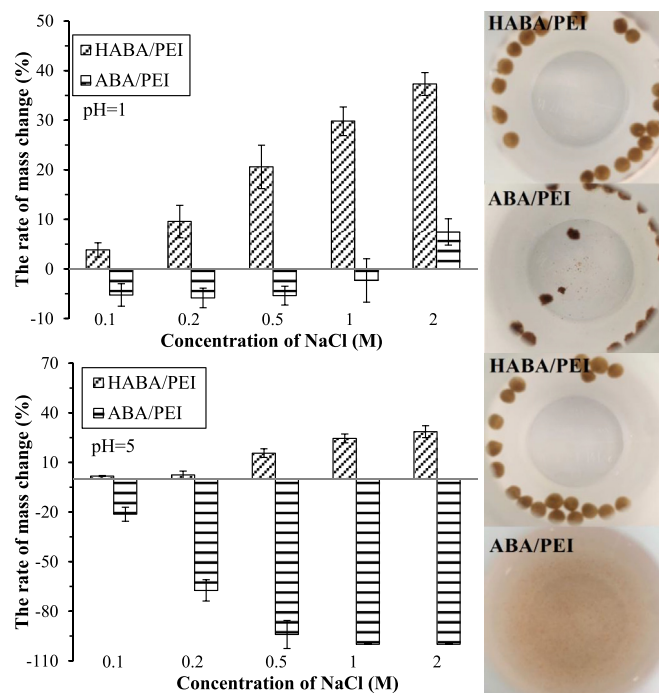 The rate of mass change (%)
50
40
30
20
10
0
-10
HABA/PEI
ABA/PEI
pH=1
0.1 0.2 0.5 1 2
Concentration of NaCl (M)
HABA/PEI
ABA/PEI
The rate of mass change (%)
70
40
10
-20
-50
-80
-110
HABA/PEI
ABA/PEI
pH=5
0.1 0.2 0.5 1 2
Concentration of NaCl (M)
HABA/PEI
ABA/PEI